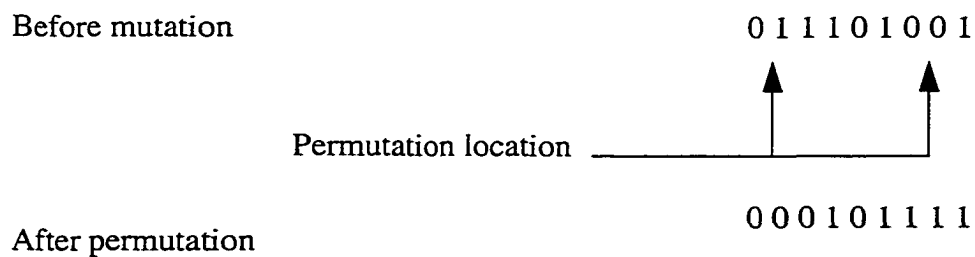 Before mutation 0 1 1 1 0 1 0 0 1
Permutation location
0 0 0 1 0 1 1 1 1
After permutation